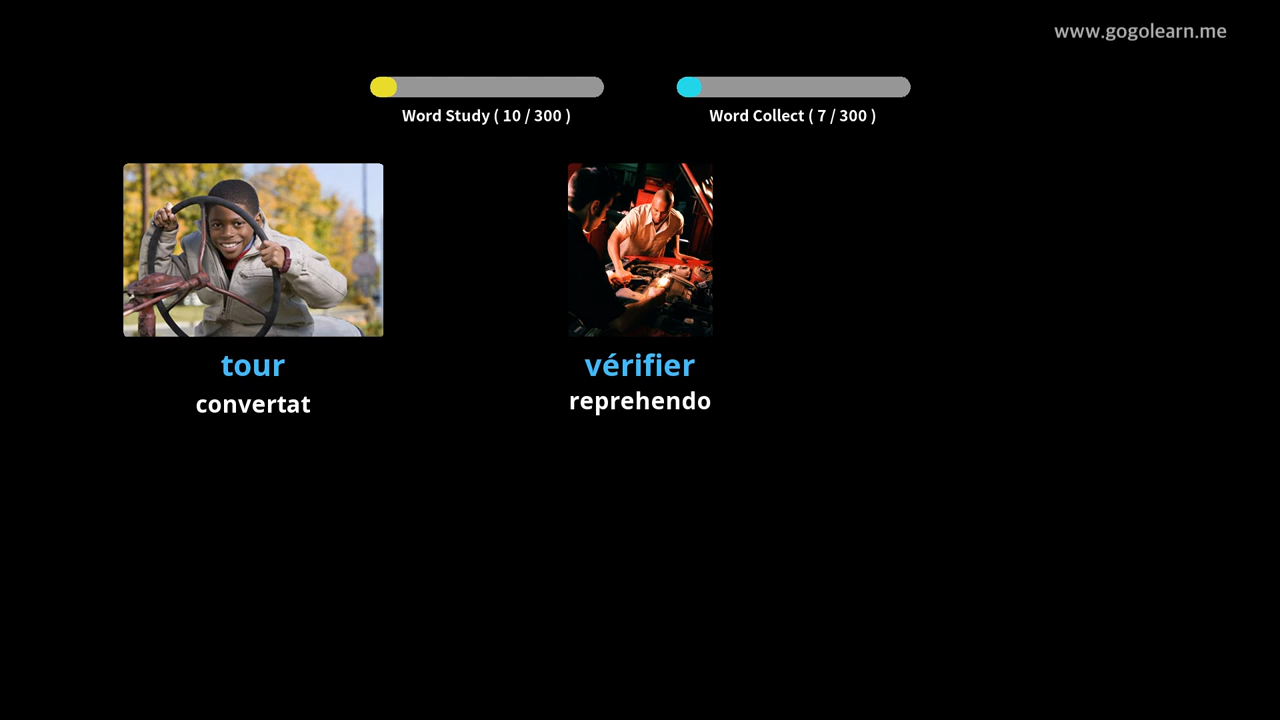 www.gogolearn.me
Word Study ( 10 / 300 )
Word Collect ( 7 / 300 )
tour
convertat
vérifier
reprehendo